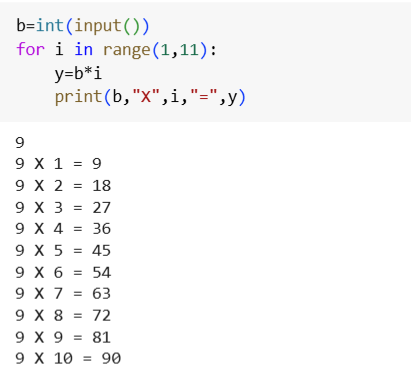 b=int(input())
for i in range(1,11):
    y=b*i
    print(b,"X",i,"=",y)
9
9 X 1 = 9
9 X 2 = 18
9 X 3 = 27
9 X 4 = 36
9 X 5 = 45
9 X 6 = 54
9 X 7 = 63
9 X 8 = 72
9 X 9 = 81
9 X 10 = 90